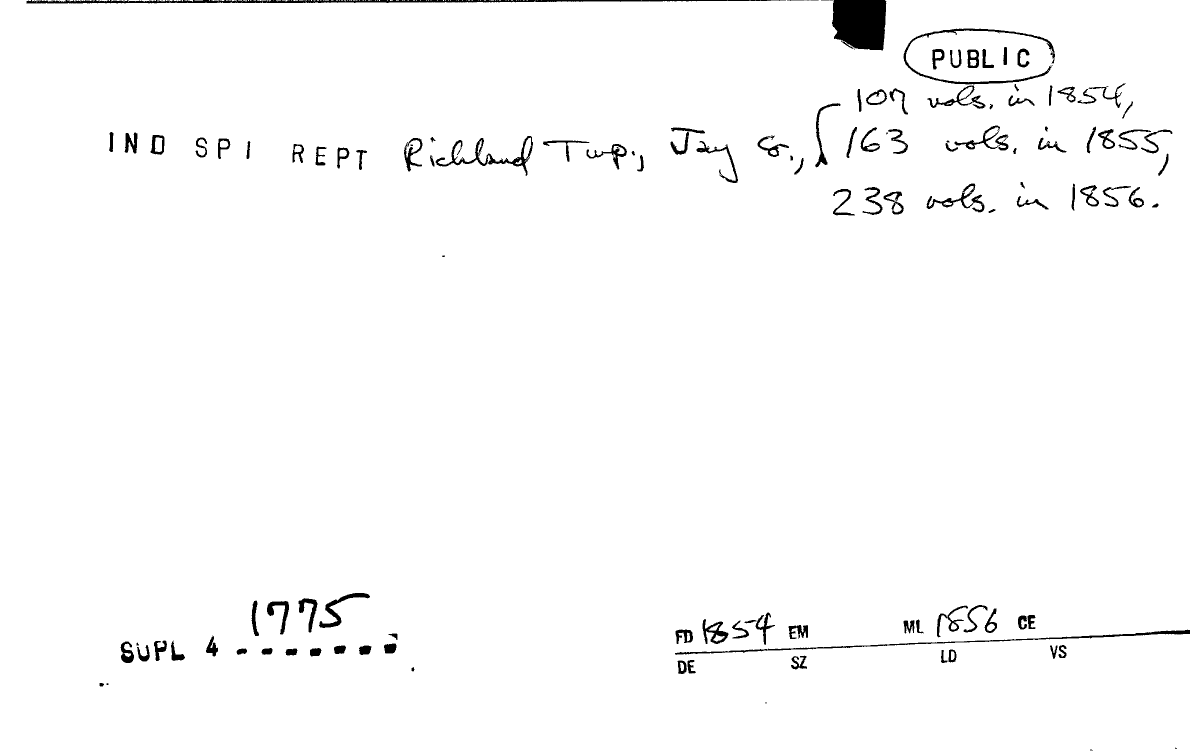 PUBLIC
107 vols. in 1854,
IND SPI REPT Richland Twp., Jay Co., { 163 vols. in 1855,
238 vols. in 1856.
1775
SUPL 4
FD 1854 EM ML 1856 CE
DE SZ LD VS